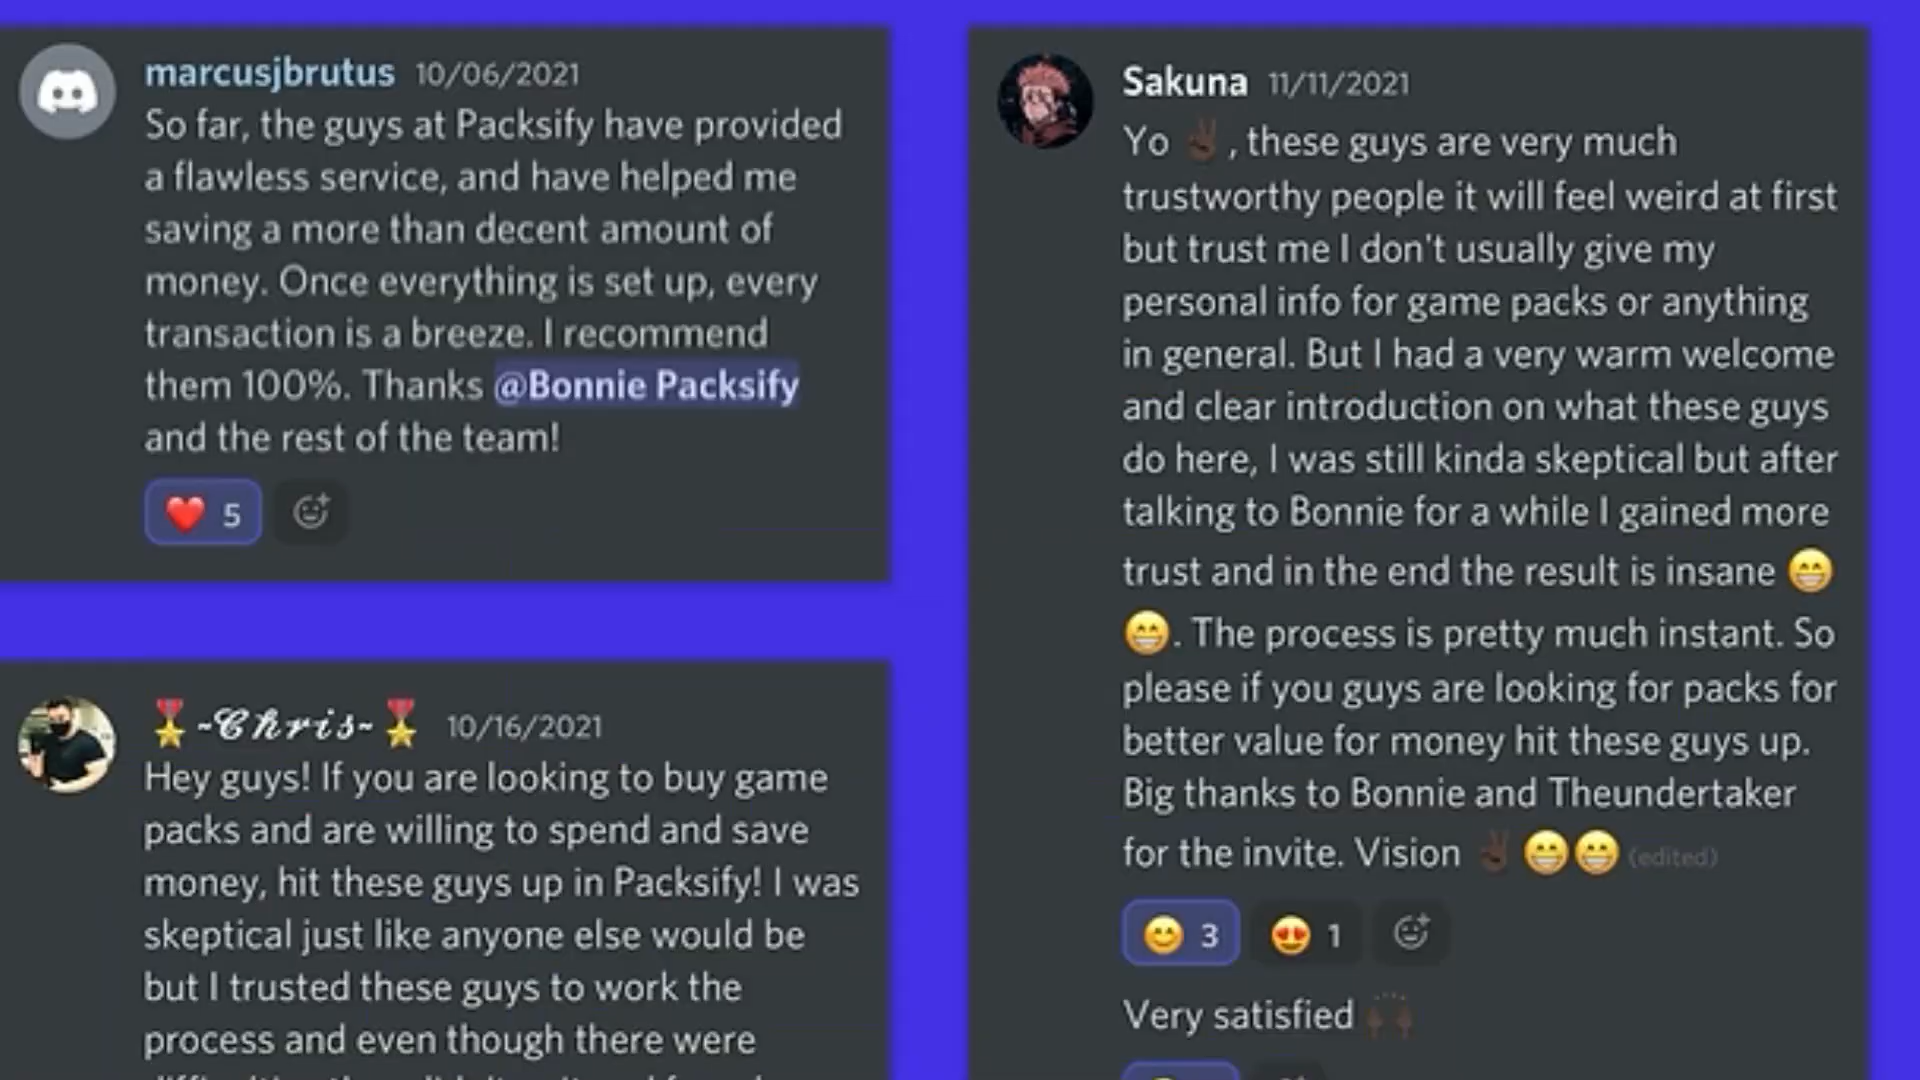 marcusjbrutus 10/06/2021
So far, the guys at Packsify have provided
a flawless service, and have helped me
saving a more than decent amount of
money. Once everything is set up, every
transaction is a breeze. I recommend
them 100%. Thanks @Bonnie Packsify
and the rest of the team!
❤️ 5
🎖️~𝓒𝓱𝓻𝓲𝓼~🎖️ 10/16/2021
Hey guys! If you are looking to buy game
packs and are willing to spend and save
money, hit these guys up in Packsify! I was
skeptical just like anyone else would be
but I trusted these guys to work the
process and even though there were
Sakuna 11/11/2021
Yo ✌🏿, these guys are very much
trustworthy people it will feel weird at first
but trust me I don't usually give my
personal info for game packs or anything
in general. But I had a very warm welcome
and clear introduction on what these guys
do here, I was still kinda skeptical but after
talking to Bonnie for a while I gained more
trust and in the end the result is insane 😁
😁. The process is pretty much instant. So
please if you guys are looking for packs for
better value for money hit these guys up.
Big thanks to Bonnie and Theundertaker
for the invite. Vision ✌🏿😁😁 (edited)
😊 3 😍 1
Very satisfied 🙌🏿